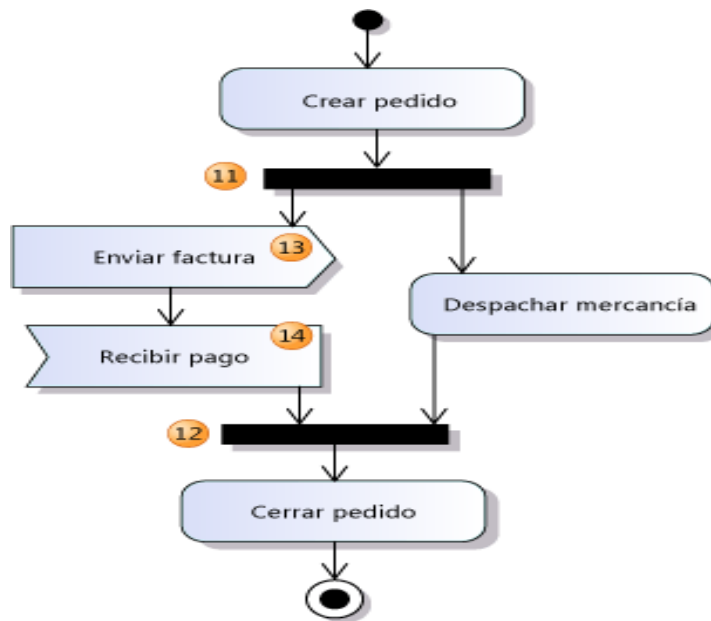 Crear pedido
11
13
Enviar factura
Despachar mercancía
14
Recibir pago
12
Cerrar pedido